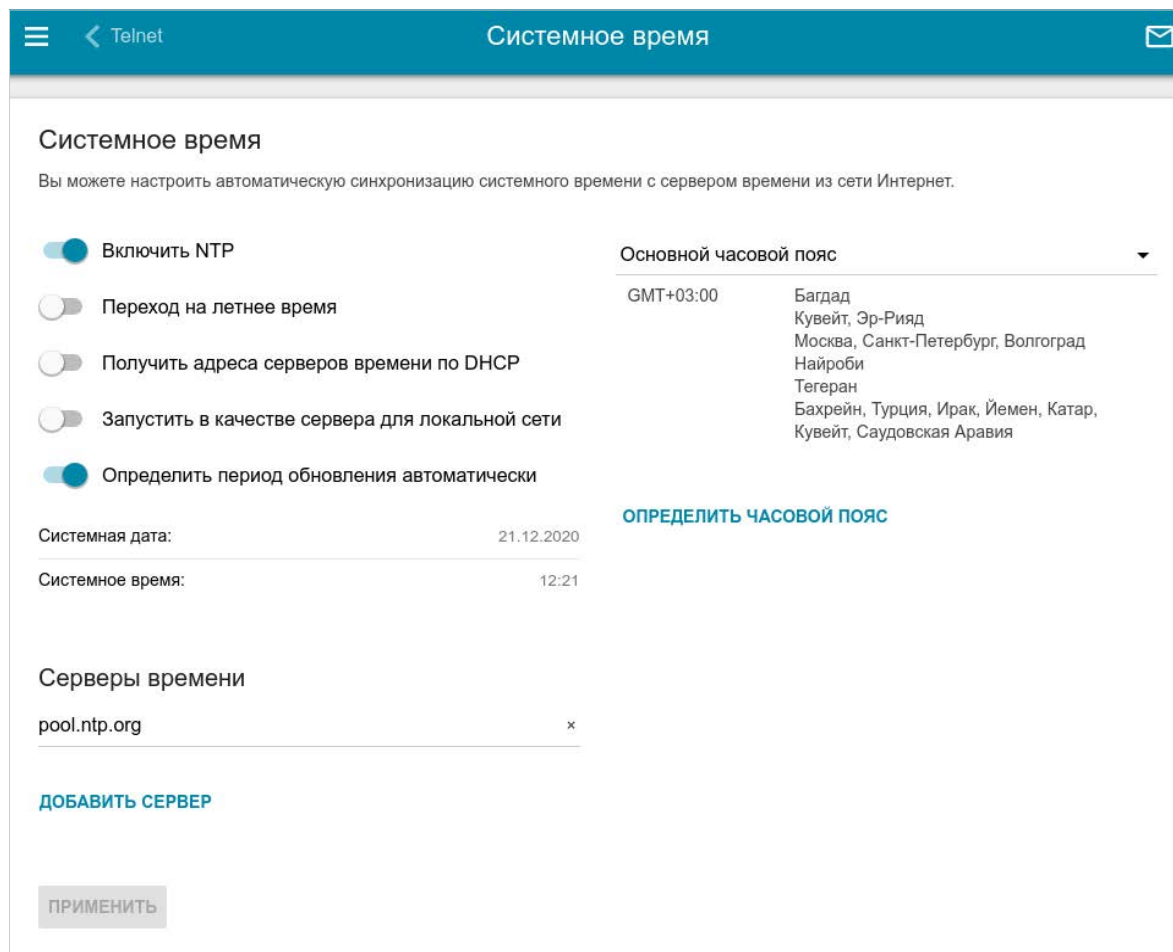 Telnet
Системное время
Системное время
Вы можете настроить автоматическую синхронизацию системного времени с сервером времени из сети Интернет.
Включить NTP
Переход на летнее время
Получить адреса серверов времени по DHCP
Запустить в качестве сервера для локальной сети
Определить период обновления автоматически
Системная дата: 21.12.2020
Системное время: 12:21
Основной часовой пояс
GMT+03:00 Багдад
Кувейт, Эр-Рияд
Москва, Санкт-Петербург, Волгоград
Найроби
Тегеран
Бахрейн, Турция, Ирак, Йемен, Катар,
Кувейт, Саудовская Аравия
ОПРЕДЕЛИТЬ ЧАСОВОЙ ПОЯС
Серверы времени
pool.ntp.org ×
ДОБАВИТЬ СЕРВЕР
ПРИМЕНИТЬ